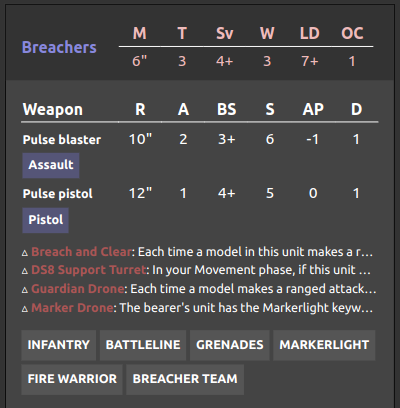 Breachers M T Sv W LD OC
6" 3 4+ 3 7+ 1
Weapon R A BS S AP D
Pulse blaster 10" 2 3+ 6 -1 1
Assault
Pulse pistol 12" 1 4+ 5 0 1
Pistol
▵ Breach and Clear: Each time a model in this unit makes a r…
▵ DS8 Support Turret: In your Movement phase, if this unit …
▵ Guardian Drone: Each time a model makes a ranged attack…
▵ Marker Drone: The bearer's unit has the Markerlight keyw…
INFANTRY BATTLELINE GRENADES MARKERLIGHT
FIRE WARRIOR BREACHER TEAM